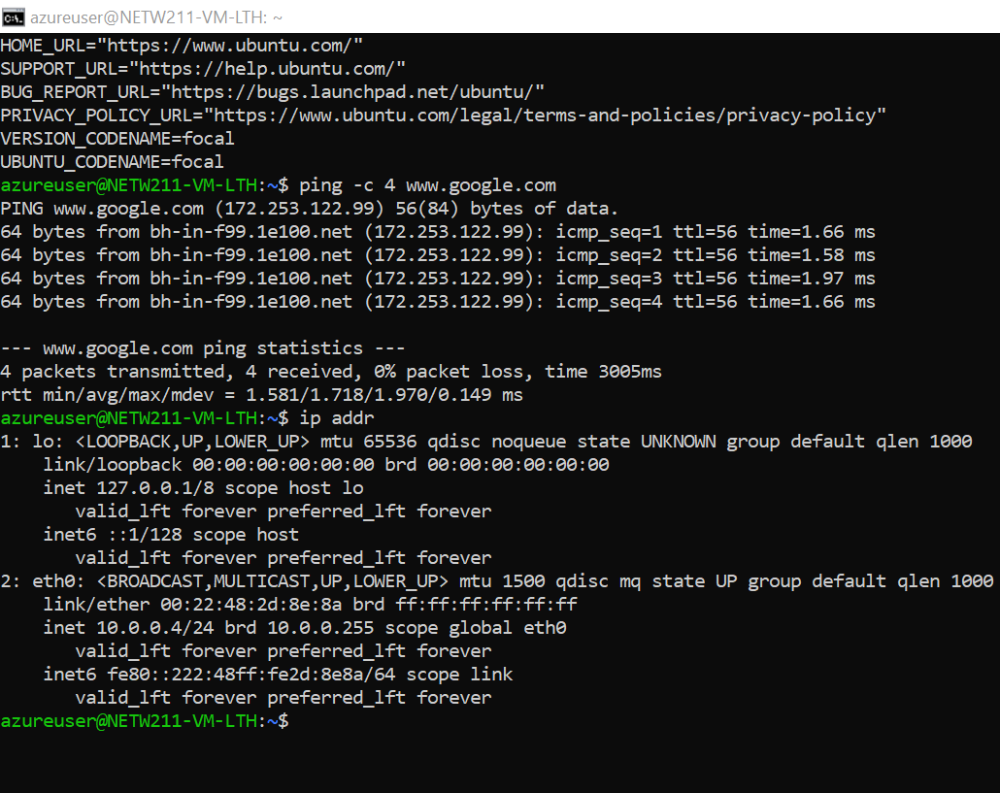 azureuser@NETW211-VM-LTH: ~
HOME_URL="https://www.ubuntu.com/"
SUPPORT_URL="https://help.ubuntu.com/"
BUG_REPORT_URL="https://bugs.launchpad.net/ubuntu/"
PRIVACY_POLICY_URL="https://www.ubuntu.com/legal/terms-and-policies/privacy-policy"
VERSION_CODENAME=focal
UBUNTU_CODENAME=focal
azureuser@NETW211-VM-LTH:~$ ping -c 4 www.google.com
PING www.google.com (172.253.122.99) 56(84) bytes of data.
64 bytes from bh-in-f99.1e100.net (172.253.122.99): icmp_seq=1 ttl=56 time=1.66 ms
64 bytes from bh-in-f99.1e100.net (172.253.122.99): icmp_seq=2 ttl=56 time=1.58 ms
64 bytes from bh-in-f99.1e100.net (172.253.122.99): icmp_seq=3 ttl=56 time=1.97 ms
64 bytes from bh-in-f99.1e100.net (172.253.122.99): icmp_seq=4 ttl=56 time=1.66 ms

--- www.google.com ping statistics ---
4 packets transmitted, 4 received, 0% packet loss, time 3005ms
rtt min/avg/max/mdev = 1.581/1.718/1.970/0.149 ms
azureuser@NETW211-VM-LTH:~$ ip addr
1: lo: <LOOPBACK,UP,LOWER_UP> mtu 65536 qdisc noqueue state UNKNOWN group default qlen 1000
    link/loopback 00:00:00:00:00:00 brd 00:00:00:00:00:00
    inet 127.0.0.1/8 scope host lo
       valid_lft forever preferred_lft forever
    inet6 ::1/128 scope host
       valid_lft forever preferred_lft forever
2: eth0: <BROADCAST,MULTICAST,UP,LOWER_UP> mtu 1500 qdisc mq state UP group default qlen 1000
    link/ether 00:22:48:2d:8e:8a brd ff:ff:ff:ff:ff:ff
    inet 10.0.0.4/24 brd 10.0.0.255 scope global eth0
       valid_lft forever preferred_lft forever
    inet6 fe80::222:48ff:fe2d:8e8a/64 scope link
       valid_lft forever preferred_lft forever
azureuser@NETW211-VM-LTH:~$